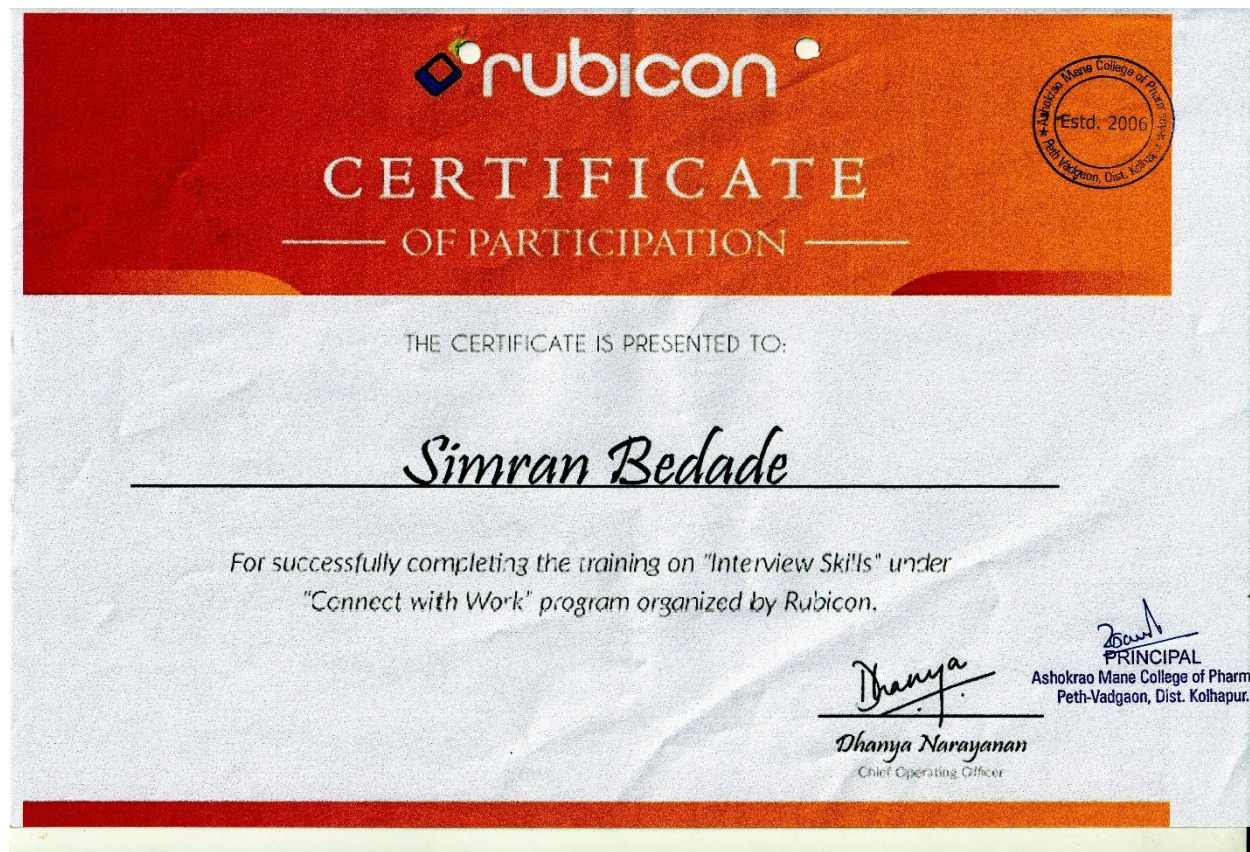 rubicon
CERTIFICATE
OF PARTICIPATION
Ashokrao Mane College of
Estd. 2006
Peth Vadgaon, Dist.
THE CERTIFICATE IS PRESENTED TO:
Simran Bedade
For successfully completing the training on "Interview Skills" under
"Connect with Work" program organized by Rubicon.
Dhanya
Dhanya Narayanan
Chief Operating Officer
PRINCIPAL
Ashokrao Mane College of Pharm
Peth-Vadgaon, Dist. Kolhapur.